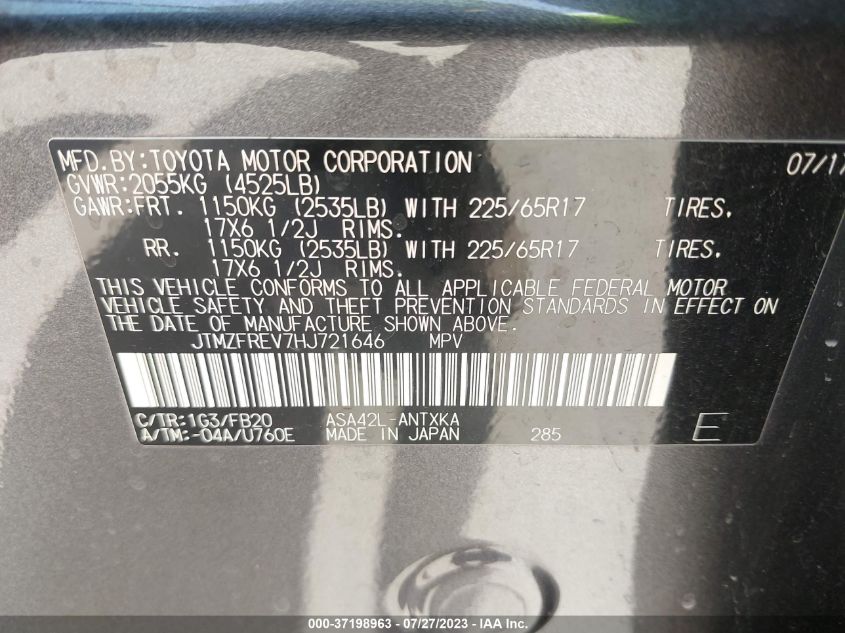 MFD.BY:TOYOTA MOTOR CORPORATION 07/17
GVWR:2055KG (4525LB)
GAWR:FRT. 1150KG (2535LB) WITH 225/65R17 TIRES.
17X6 1/2J RIMS.
RR. 1150KG (2535LB) WITH 225/65R17 TIRES.
17X6 1/2J RIMS.
THIS VEHICLE CONFORMS TO ALL APPLICABLE FEDERAL MOTOR
VEHICLE SAFETY AND THEFT PREVENTION STANDARDS IN EFFECT ON
THE DATE OF MANUFACTURE SHOWN ABOVE.
JTMZFREV7HJ721646 MPV
C/TR:1G3/FB20 ASA42L-ANTXKA
A/TM:-04A/U760E MADE IN JAPAN 285 E
000-37198963 - 07/27/2023 - IAA Inc.